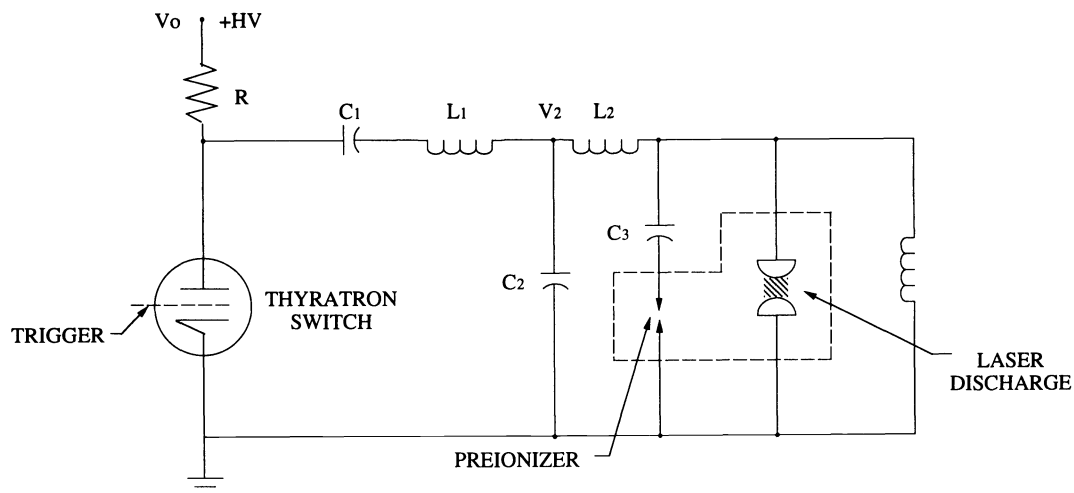 Vo +HV
R
C1
L1
V2
L2
C3
C2
THYRATRON
SWITCH
TRIGGER
LASER
DISCHARGE
PREIONIZER